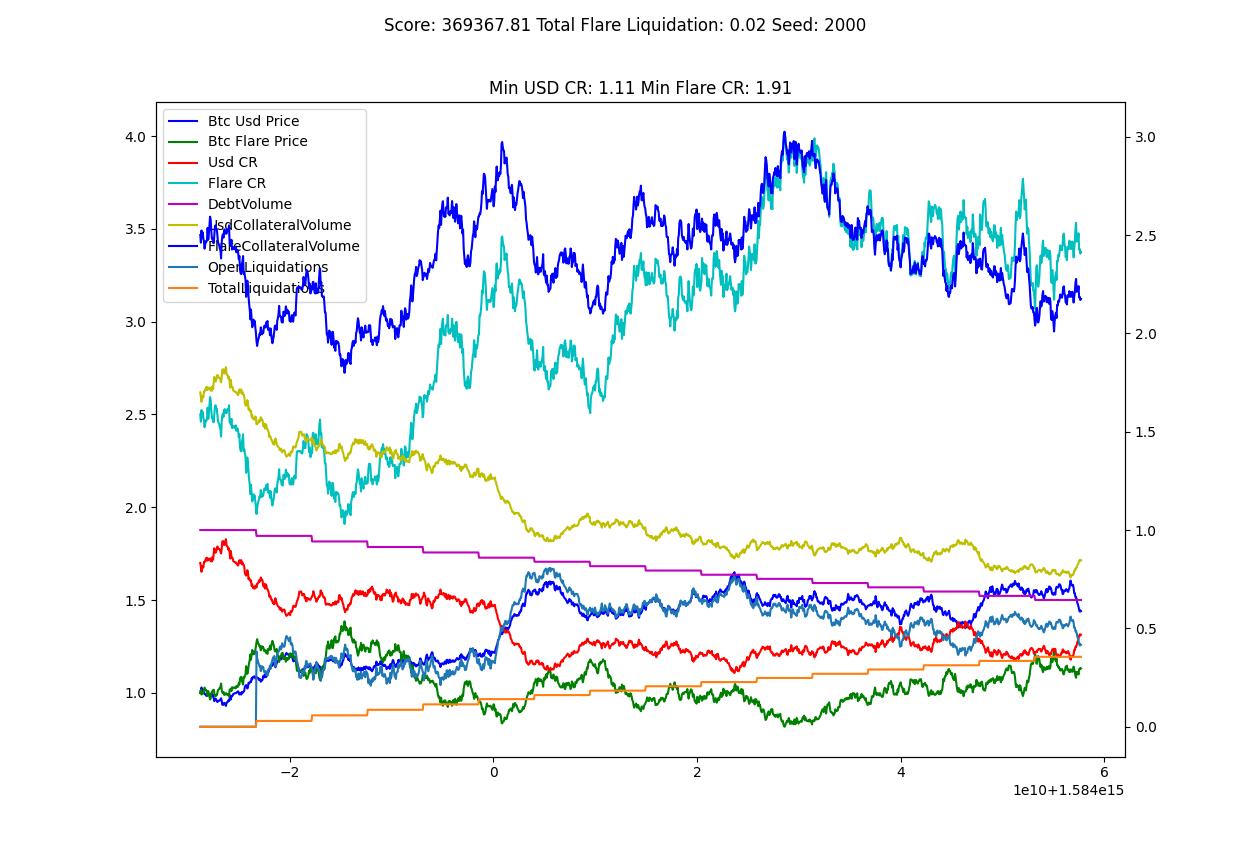 Score: 369367.81 Total Flare Liquidation: 0.02 Seed: 2000
Min USD CR: 1.11 Min Flare CR: 1.91
Btc Usd Price
Btc Flare Price
Usd CR
Flare CR
DebtVolume
UsdCollateralVolume
FlareCollateralVolume
OpenLiquidations
TotalLiquidations
4.0
3.5
3.0
2.5
2.0
1.5
1.0
3.0
2.5
2.0
1.5
1.0
0.5
0.0
−2
0
2
4
6
1e10+1.584e15